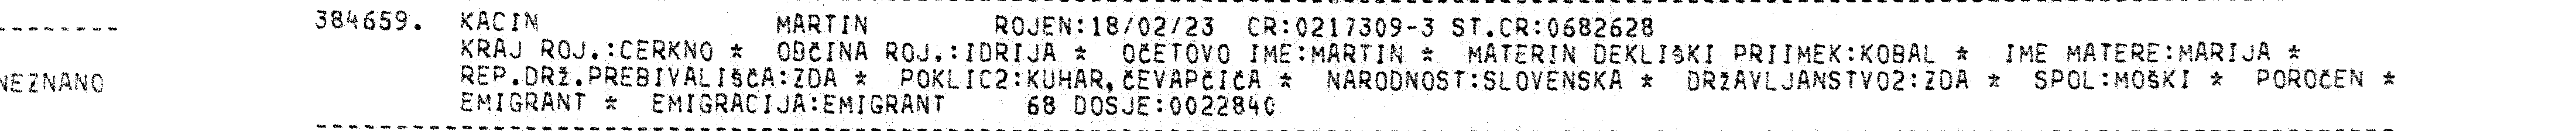 --------
384659. KACIN MARTIN ROJEN:18/02/23 CR:0217309-3 ST.CR:0682628
KRAJ ROJ.:CERKNO * OBČINA ROJ.:IDRIJA * OČETOVO IME:MARTIN * MATERIN DEKLIŠKI PRIIMEK:KOBAL * IME MATERE:MARIJA *
NEZNANO REP.DRŽ.PREBIVALIŠČA:ZDA * POKLIC2:KUHAR,ČEVAPČIČA * NARODNOST:SLOVENSKA * DRŽAVLJANSTVO2:ZDA * SPOL:MOŠKI * POROČEN *
EMIGRANT * EMIGRACIJA:EMIGRANT 68 DOSJE:0022840